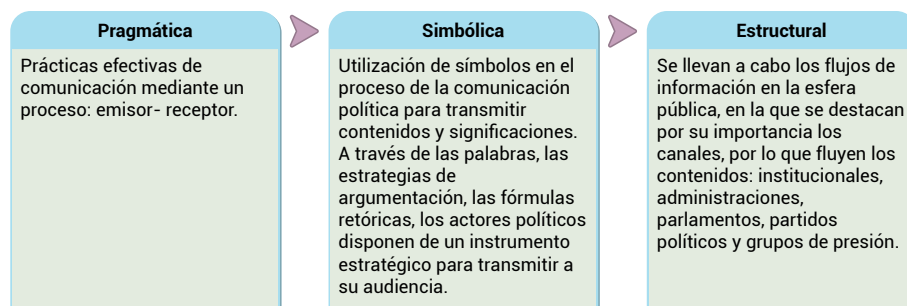 Pragmática
Prácticas efectivas de
comunicación mediante un
proceso: emisor- receptor.
Simbólica
Utilización de símbolos en el
proceso de la comunicación
política para transmitir
contenidos y significaciones.
A través de las palabras, las
estrategias de
argumentación, las fórmulas
retóricas, los actores políticos
disponen de un instrumento
estratégico para transmitir a
su audiencia.
Estructural
Se llevan a cabo los flujos de
información en la esfera
pública, en la que se destacan
por su importancia los
canales, por lo que fluyen los
contenidos: institucionales,
administraciones,
parlamentos, partidos
políticos y grupos de presión.